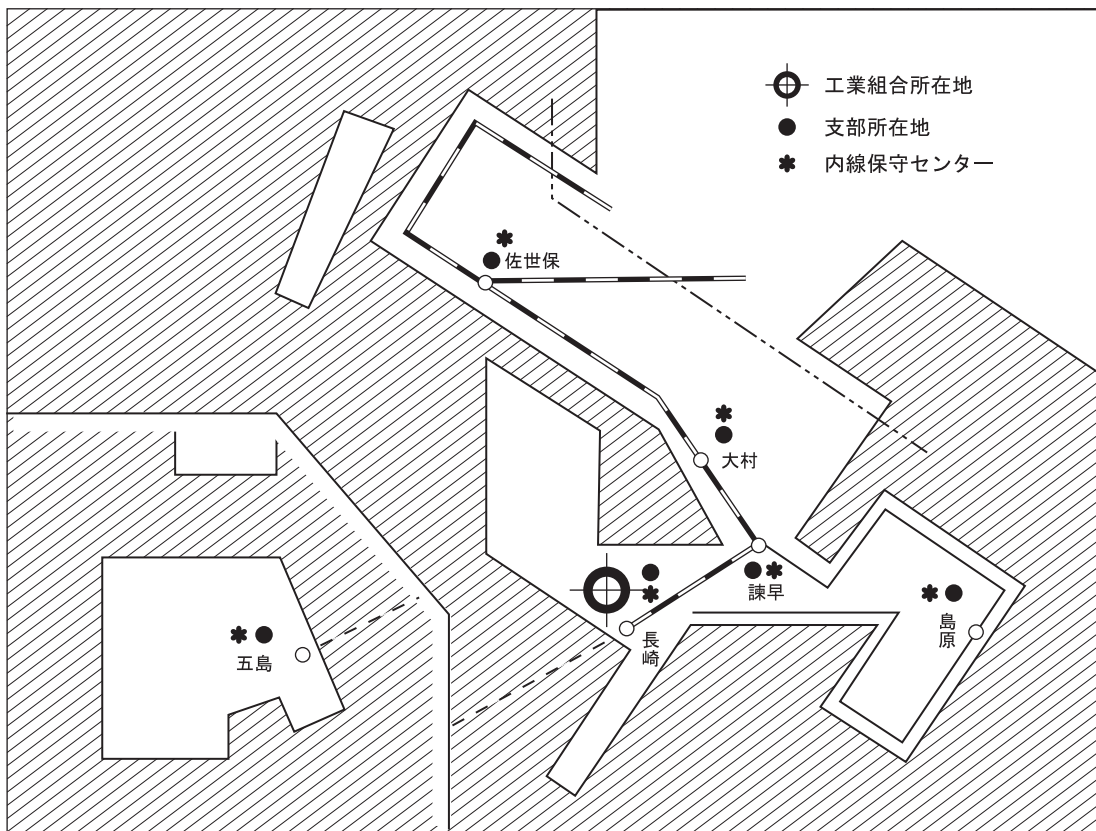 工業組合所在地
支部所在地
内線保守センター
佐世保
大村
諫早
島原
長崎
五島